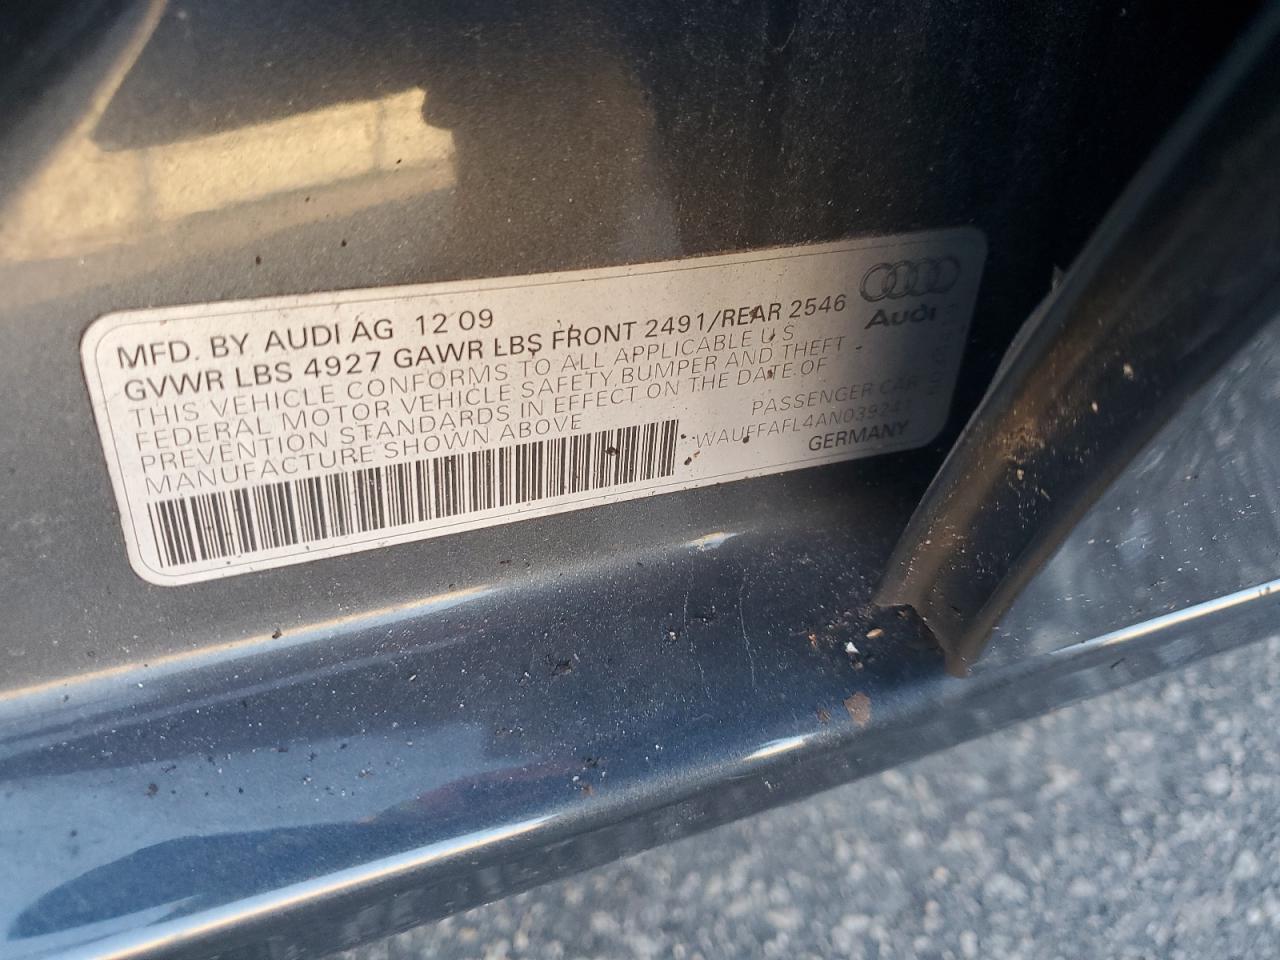 MFD. BY AUDI AG 12 09
GVWR LBS 4927 GAWR LBS FRONT 2491/REAR 2546
THIS VEHICLE CONFORMS TO ALL APPLICABLE U S
FEDERAL MOTOR VEHICLE SAFETY, BUMPER AND THEFT
PREVENTION STANDARDS IN EFFECT ON THE DATE OF
MANUFACTURE SHOWN ABOVE
Audi
PASSENGER CAR
WAUFFAFL4AN039241
GERMANY